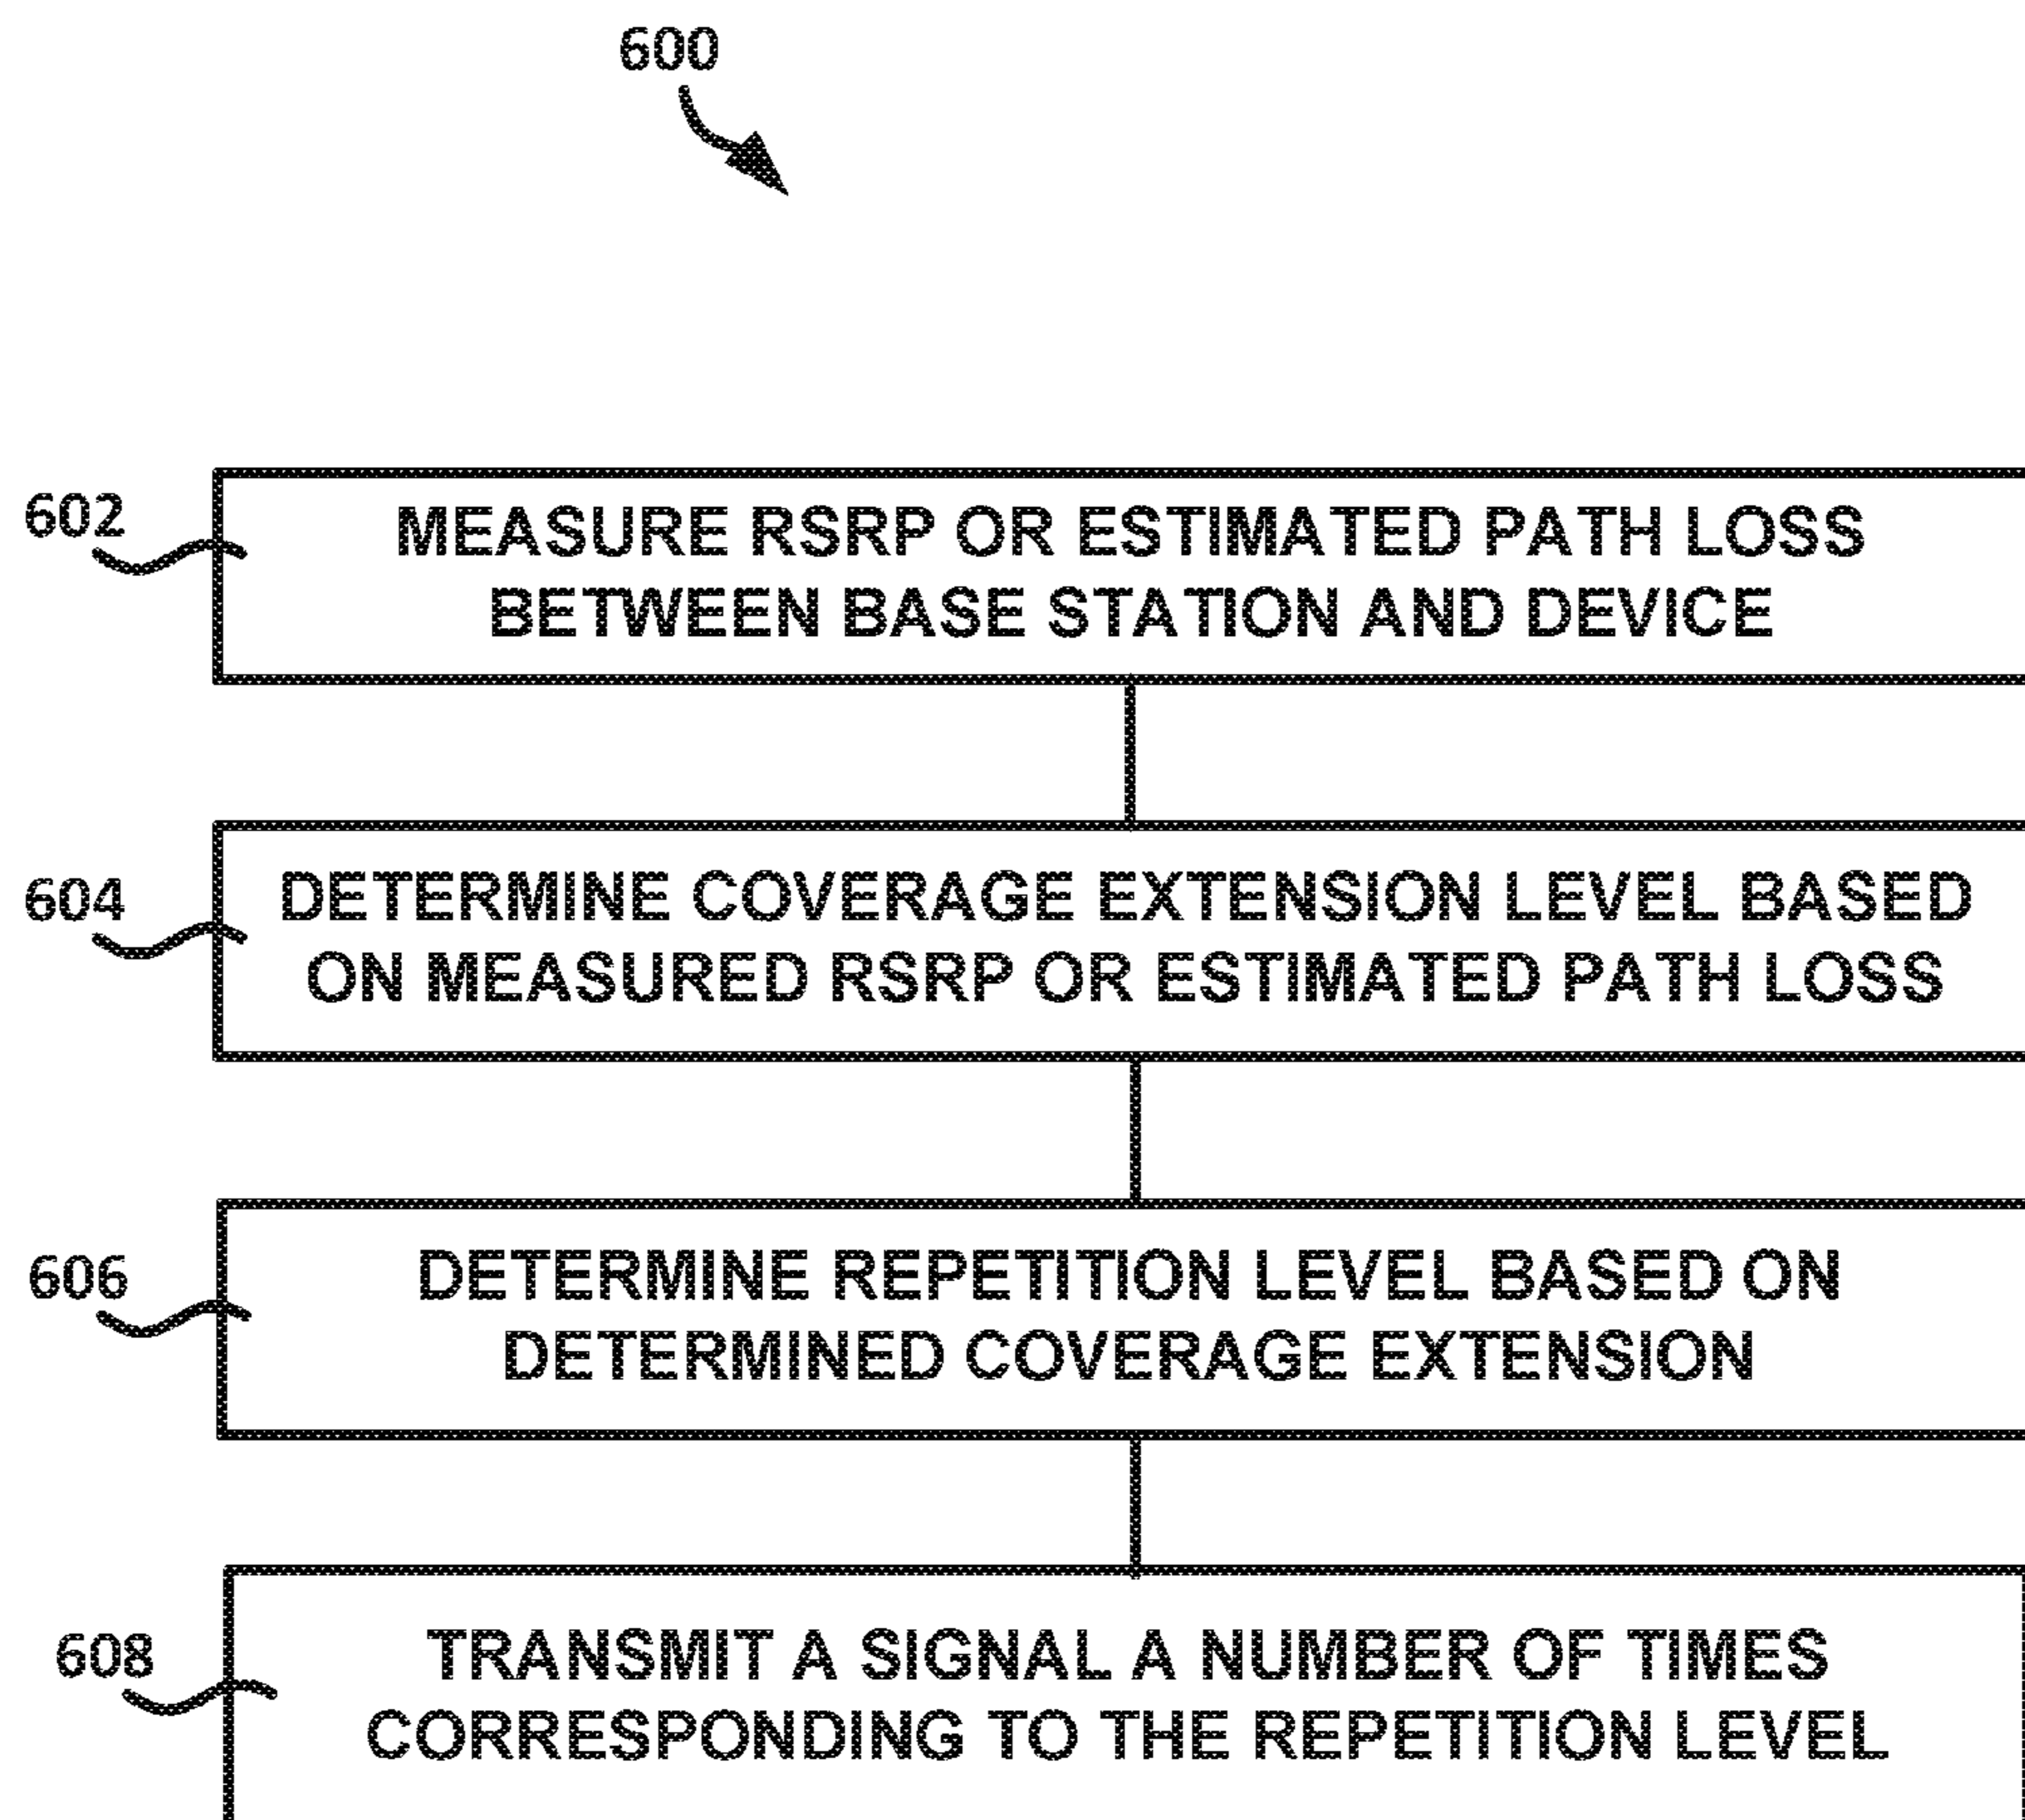 600
602
MEASURE RSRP OR ESTIMATED PATH LOSS
BETWEEN BASE STATION AND DEVICE
604
DETERMINE COVERAGE EXTENSION LEVEL BASED
ON MEASURED RSRP OR ESTIMATED PATH LOSS
606
DETERMINE REPETITION LEVEL BASED ON
DETERMINED COVERAGE EXTENSION
608
TRANSMIT A SIGNAL A NUMBER OF TIMES
CORRESPONDING TO THE REPETITION LEVEL